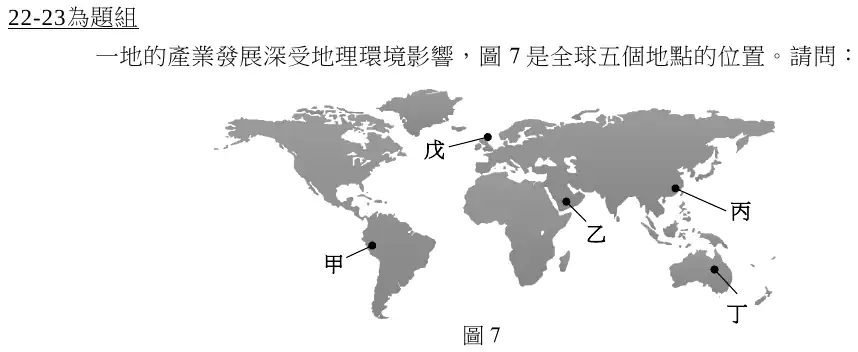 22-23為題組
一地的產業發展深受地理環境影響，圖 7 是全球五個地點的位置。請問：
戊
丙
乙
甲
丁
圖 7